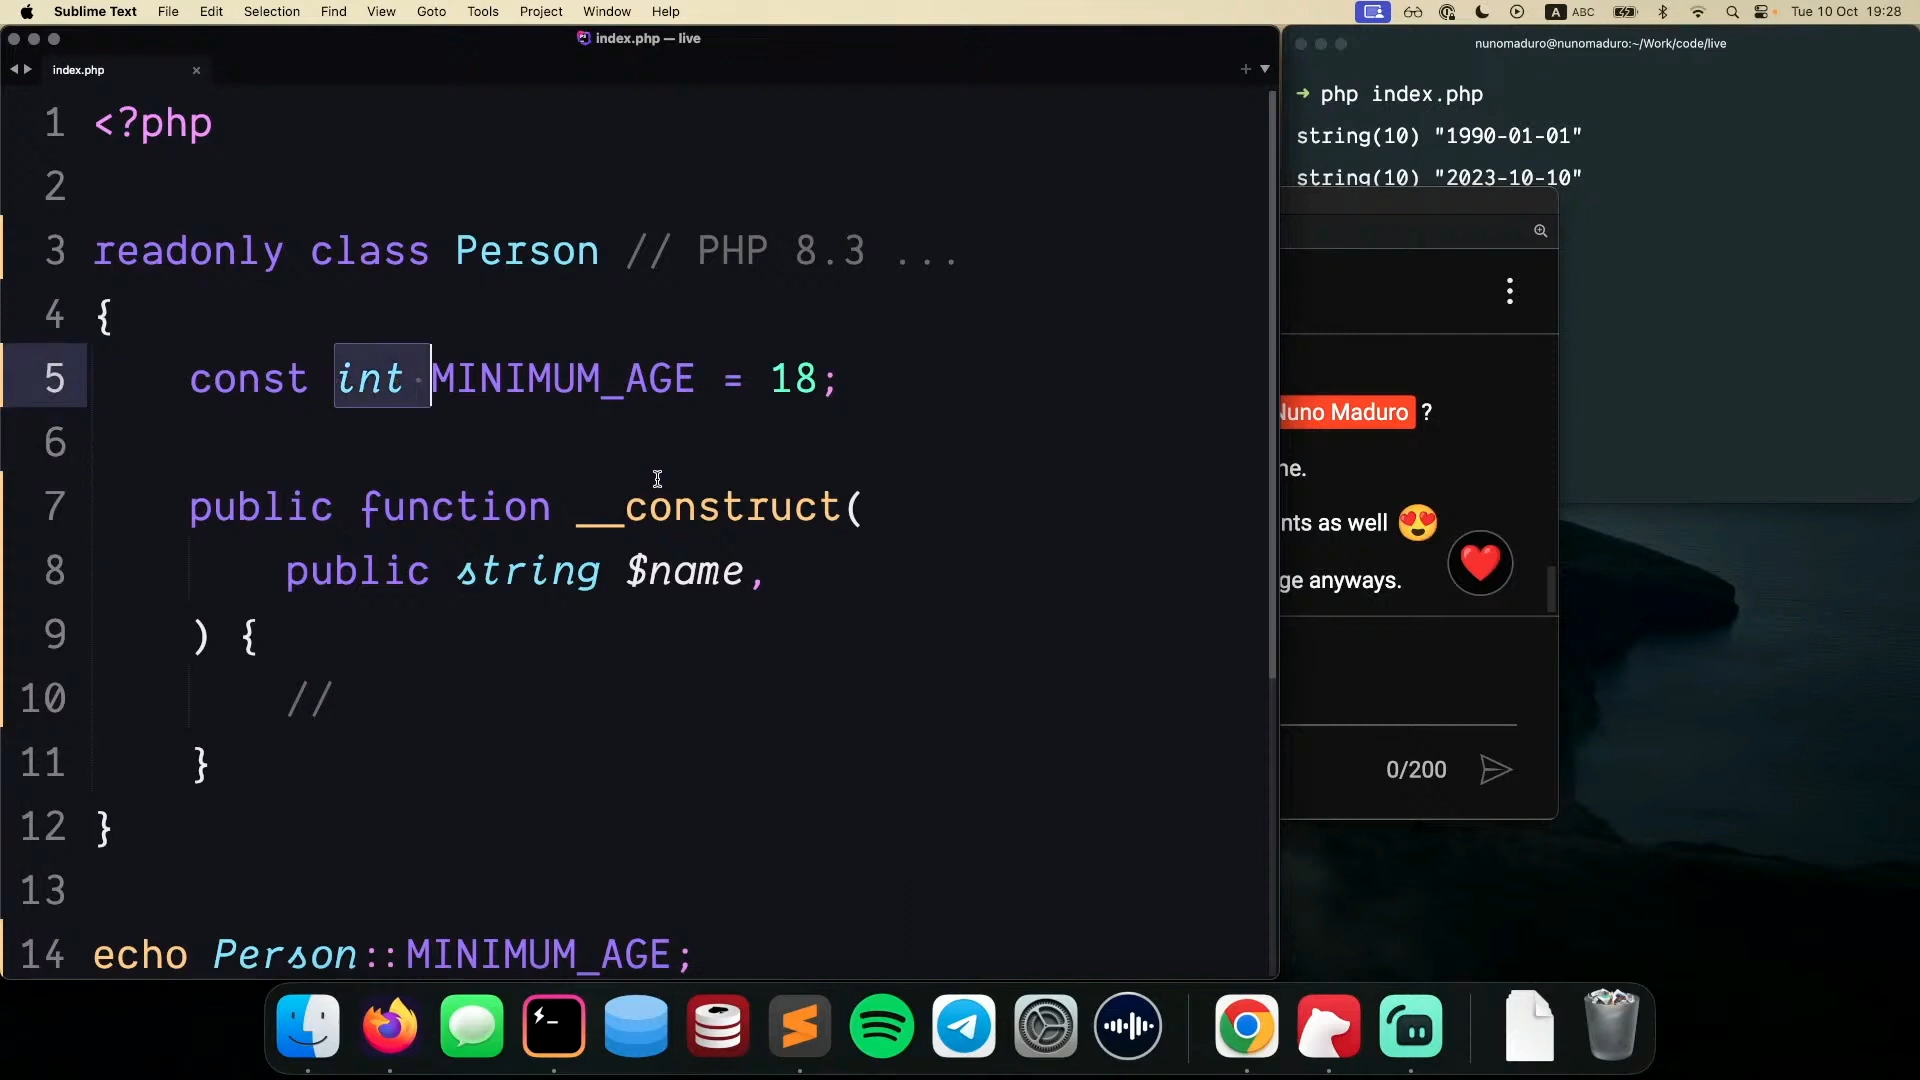 Sublime Text File Edit Selection Find View Goto Tools Project Window Help
A ABC Tue 10 Oct 19:28
index.php — live
index.php
1 <?php
2
3 readonly class Person // PHP 8.3 ...
4 {
5 const int MINIMUM_AGE = 18;
6
7 public function __construct(
8 public string $name,
9 ) {
10 //
11 }
12 }
13
14 echo Person::MINIMUM_AGE;
nunomaduro@nunomaduro:~/Work/code/live
➜ php index.php
string(10) "1990-01-01"
string(10) "2023-10-10"
Nuno Maduro ?
ne.
nts as well 😍
ge anyways.
0/200